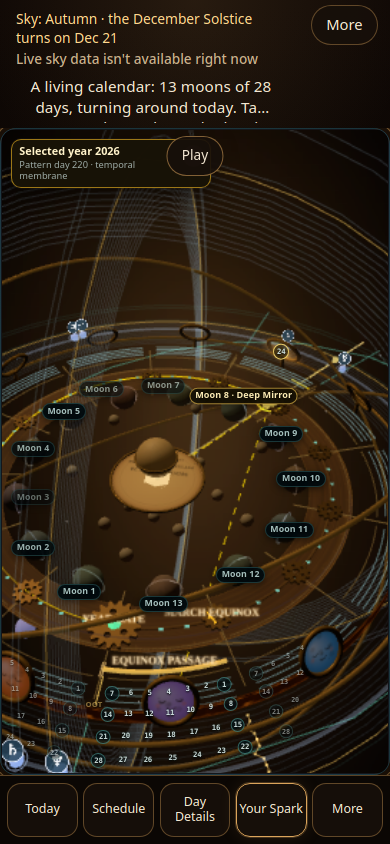 Sky: Autumn · the December Solstice
turns on Dec 21
Live sky data isn't available right now
More
A living calendar: 13 moons of 28
days, turning around today. Ta...
Selected year 2026
Pattern day 220 · temporal
membrane
Play
24
Moon 6
Moon 7
Moon 8 · Deep Mirror
Moon 5
Moon 9
Moon 4
Moon 10
Moon 3
Moon 11
Moon 2
Moon 12
Moon 1
Moon 13
EQUINOX PASSAGE
7 6 5 4 3 2 1
14 13 12 11 10 9 8
21 20 19 18 17 16 15
28 27 26 25 24 23 22
Today
Schedule
Day
Details
Your Spark
More